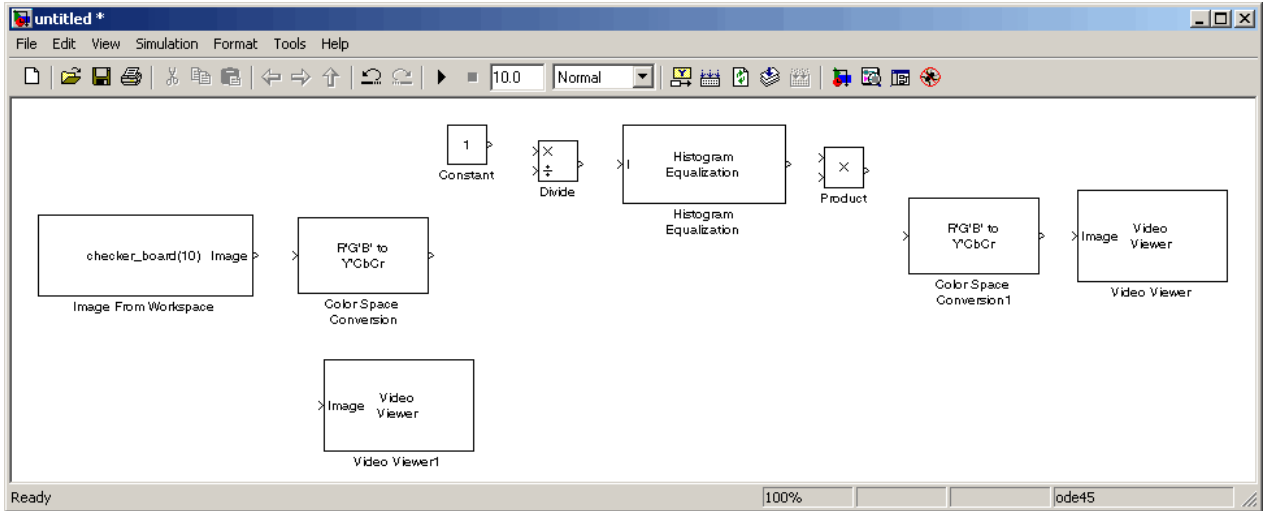 untitled *
File Edit View Simulation Format Tools Help
10.0 Normal
1
Constant
×
÷
Divide
I Histogram
Equalization
Histogram
Equalization
×
Product
checker_board(10) Image
Image From Workspace
R'G'B' to
Y'CbCr
Color Space
Conversion
R'G'B' to
Y'CbCr
Color Space
Conversion1
Image Video
Viewer
Video Viewer
Image Video
Viewer
Video Viewer1
Ready 100% ode45